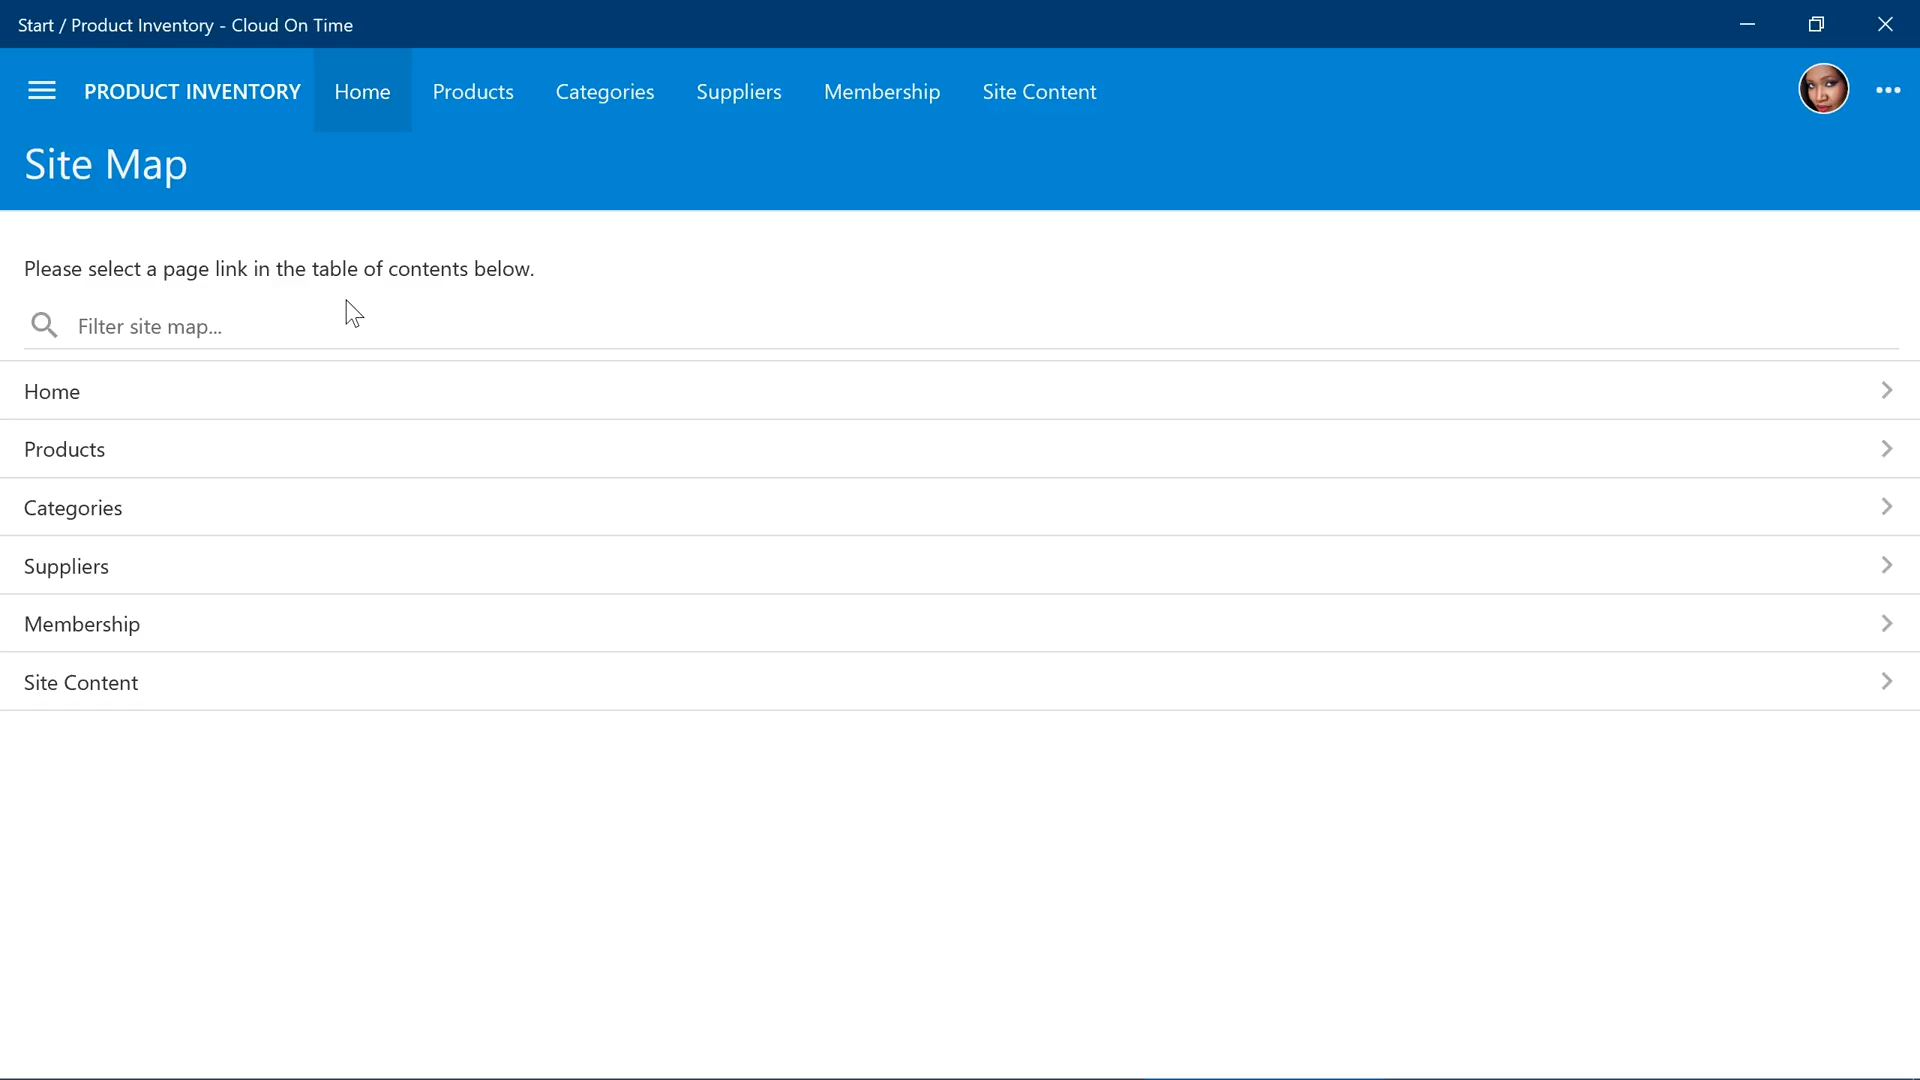 Start / Product Inventory - Cloud On Time
PRODUCT INVENTORY Home Products Categories Suppliers Membership Site Content
Site Map
Please select a page link in the table of contents below.
Filter site map...
Home
Products
Categories
Suppliers
Membership
Site Content